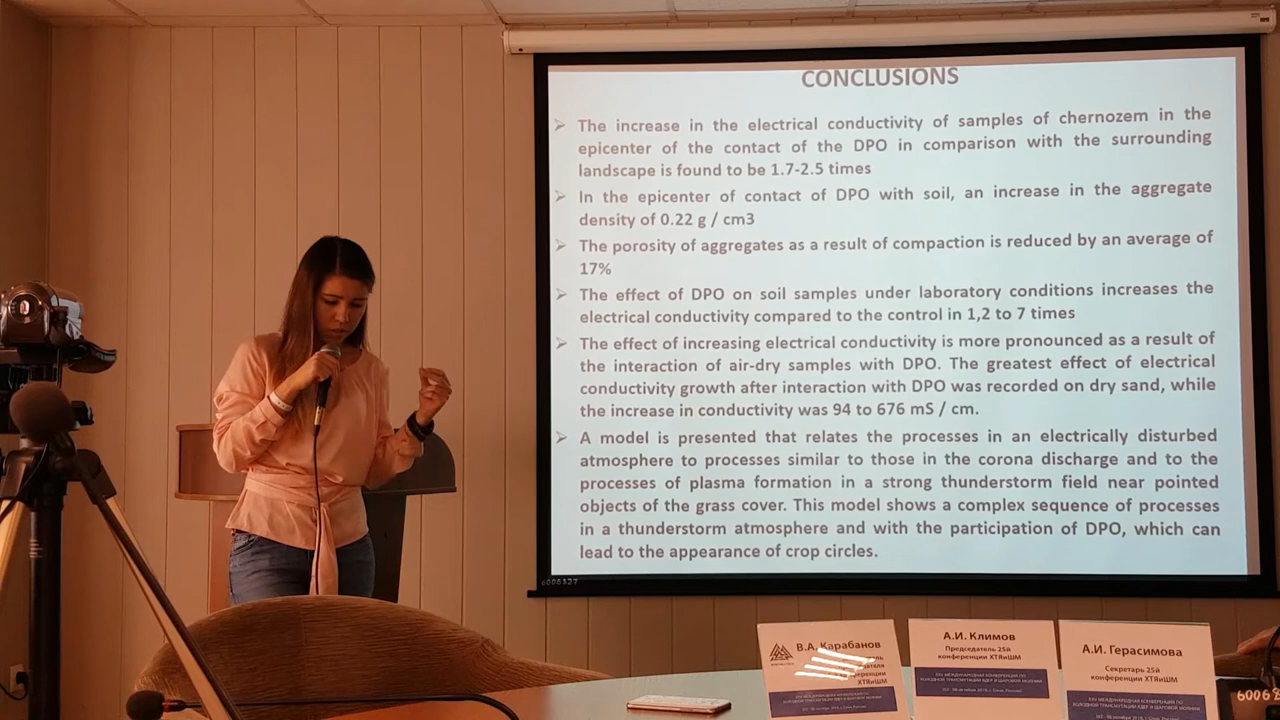 CONCLUSIONS
The increase in the electrical conductivity of samples of chernozem in the
epicenter of the contact of the DPO in comparison with the surrounding
landscape is found to be 1.7-2.5 times
In the epicenter of contact of DPO with soil, an increase in the aggregate
density of 0.22 g / cm3
The porosity of aggregates as a result of compaction is reduced by an average of
17%
The effect of DPO on soil samples under laboratory conditions increases the
electrical conductivity compared to the control in 1,2 to 7 times
The effect of increasing electrical conductivity is more pronounced as a result of
the interaction of air-dry samples with DPO. The greatest effect of electrical
conductivity growth after interaction with DPO was recorded on dry sand, while
the increase in conductivity was 94 to 676 mS / cm.
A model is presented that relates the processes in an electrically disturbed
atmosphere to processes similar to those in the corona discharge and to the
processes of plasma formation in a strong thunderstorm field near pointed
objects of the grass cover. This model shows a complex sequence of processes
in a thunderstorm atmosphere and with the participation of DPO, which can
lead to the appearance of crop circles.
В.А. Карабанов
ХТЯиШМ
А.И. Климов
Председатель 25й
конференции ХТЯиШМ
А.И. Герасимова
Секретарь 25й
конференции ХТЯиШМ